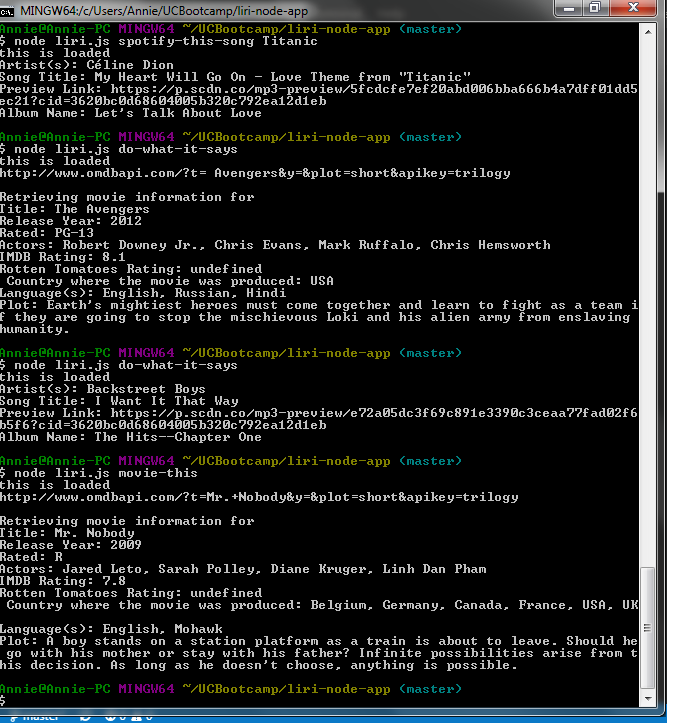 MINGW64:/c/Users/Annie/UCBootcamp/liri-node-app
Annie@Annie-PC MINGW64 ~/UCBootcamp/liri-node-app (master)
$ node liri.js spotify-this-song Titanic
this is loaded
Artist(s): Céline Dion
Song Title: My Heart Will Go On - Love Theme from "Titanic"
Preview Link: https://p.scdn.co/mp3-preview/5fcdcfe7ef20abd006bba666b4a7dff01dd5
ec21?cid=3620bc0d68604005b320c792ea12d1eb
Album Name: Let's Talk About Love
Annie@Annie-PC MINGW64 ~/UCBootcamp/liri-node-app (master)
$ node liri.js do-what-it-says
this is loaded
http://www.omdbapi.com/?t= Avengers&y=&plot=short&apikey=trilogy
Retrieving movie information for
Title: The Avengers
Release Year: 2012
Rated: PG-13
Actors: Robert Downey Jr., Chris Evans, Mark Ruffalo, Chris Hemsworth
IMDB Rating: 8.1
Rotten Tomatoes Rating: undefined
Country where the movie was produced: USA
Language(s): English, Russian, Hindi
Plot: Earth's mightiest heroes must come together and learn to fight as a team i
f they are going to stop the mischievous Loki and his alien army from enslaving
humanity.
Annie@Annie-PC MINGW64 ~/UCBootcamp/liri-node-app (master)
$ node liri.js do-what-it-says
this is loaded
Artist(s): Backstreet Boys
Song Title: I Want It That Way
Preview Link: https://p.scdn.co/mp3-preview/e72a05dc3f69c891e3390c3ceaa77fad02f6
b5f6?cid=3620bc0d68604005b320c792ea12d1eb
Album Name: The Hits--Chapter One
Annie@Annie-PC MINGW64 ~/UCBootcamp/liri-node-app (master)
$ node liri.js movie-this
this is loaded
http://www.omdbapi.com/?t=Mr.+Nobody&y=&plot=short&apikey=trilogy
Retrieving movie information for
Title: Mr. Nobody
Release Year: 2009
Rated: R
Actors: Jared Leto, Sarah Polley, Diane Kruger, Linh Dan Pham
IMDB Rating: 7.8
Rotten Tomatoes Rating: undefined
Country where the movie was produced: Belgium, Germany, Canada, France, USA, UK
Language(s): English, Mohawk
Plot: A boy stands on a station platform as a train is about to leave. Should he
go with his mother or stay with his father? Infinite possibilities arise from t
his decision. As long as he doesn't choose, anything is possible.
Annie@Annie-PC MINGW64 ~/UCBootcamp/liri-node-app (master)
$
master